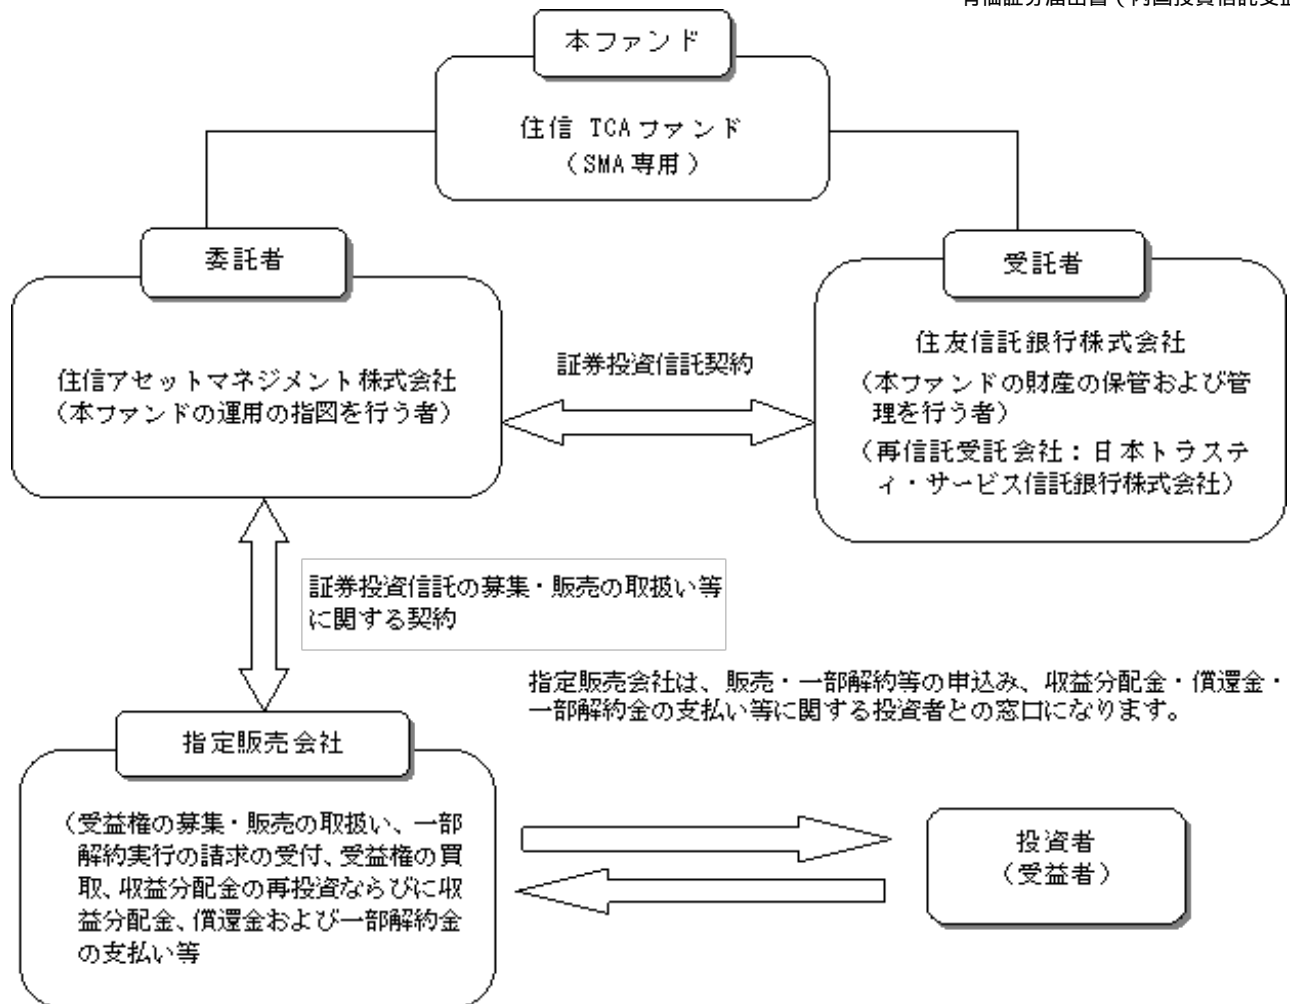 本ファンド
住信 TCAファンド
（SMA専用）
委託者
住信アセットマネジメント株式会社
（本ファンドの運用の指図を行う者）
証券投資信託契約
受託者
住友信託銀行株式会社
（本ファンドの財産の保管および管
理を行う者）
（再信託受託会社：日本トラステ
ィ・サービス信託銀行株式会社）
証券投資信託の募集・販売の取扱い等
に関する契約
指定販売会社は、販売・一部解約等の申込み、収益分配金・償還金・
一部解約金の支払い等に関する投資者との窓口になります。
指定販売会社
（受益権の募集・販売の取扱い、一部
解約実行の請求の受付、受益権の買
取、収益分配金の再投資ならびに収
益分配金、償還金および一部解約金
の支払い等
投資者
（受益者）